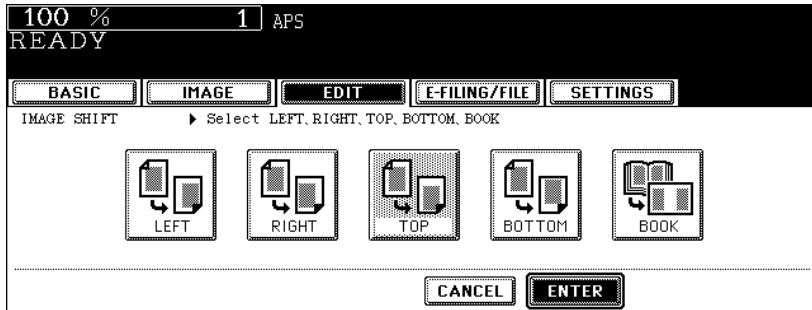 100 % 1 APS
READY
BASIC IMAGE EDIT E-FILING/FILE SETTINGS
IMAGE SHIFT ▶ Select LEFT, RIGHT, TOP, BOTTOM, BOOK
LEFT RIGHT TOP BOTTOM BOOK
CANCEL ENTER